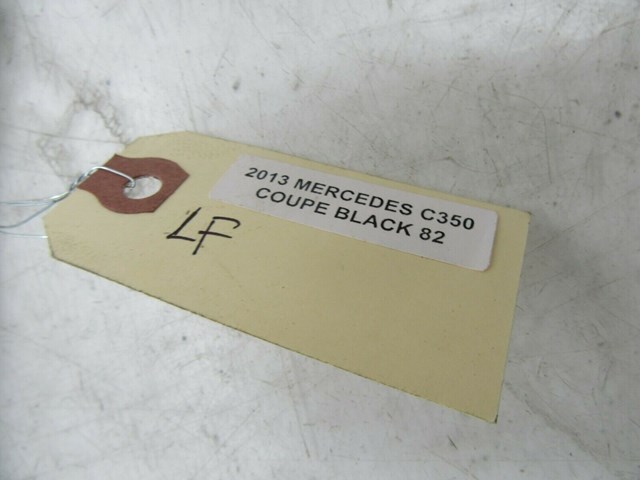 2013 MERCEDES C350
COUPE BLACK 82
LF